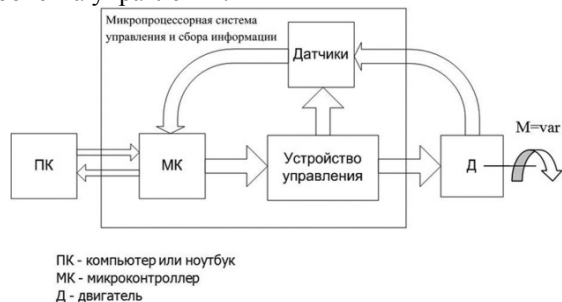 Микропроцессорная система
управления и сбора информации
Датчики
M=var
ПК
МК
Устройство
управления
Д
ПК - компьютер или ноутбук
МК - микроконтроллер
Д - двигатель